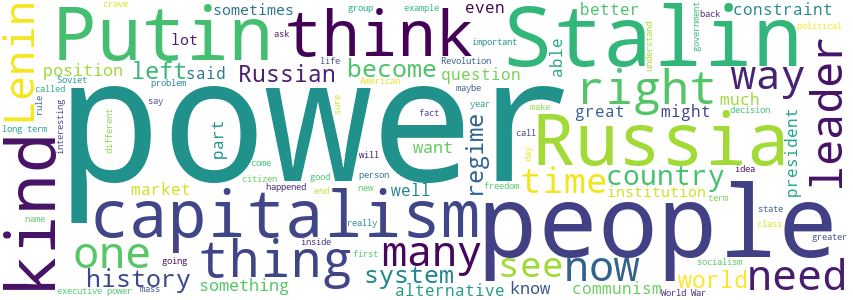 crave
group
example
back
sometimes
better
constraint
Lenin
Putin
think
Stalin
ask
even
understand
government
political
lot
important
position
left
said
Russian
become
Revolution
life
able
question
right
way
leader
rule
Soviet
called
problem
American
maybe
power
year
make
decision
great
might
much
long term
say
interesting
different
part
sure
fact
call
Russia
president
kind
want
regime
day
come
will
person
idea
citizen
good
well
time
country
market
happened
end
new
freedom
institution
term
name
capitalism
people
state
class
greater
really
one
thing
many
see
now
world
need
going
inside
first
history
something
system
know
communism
socialism
executive power
mass
alternative
World War